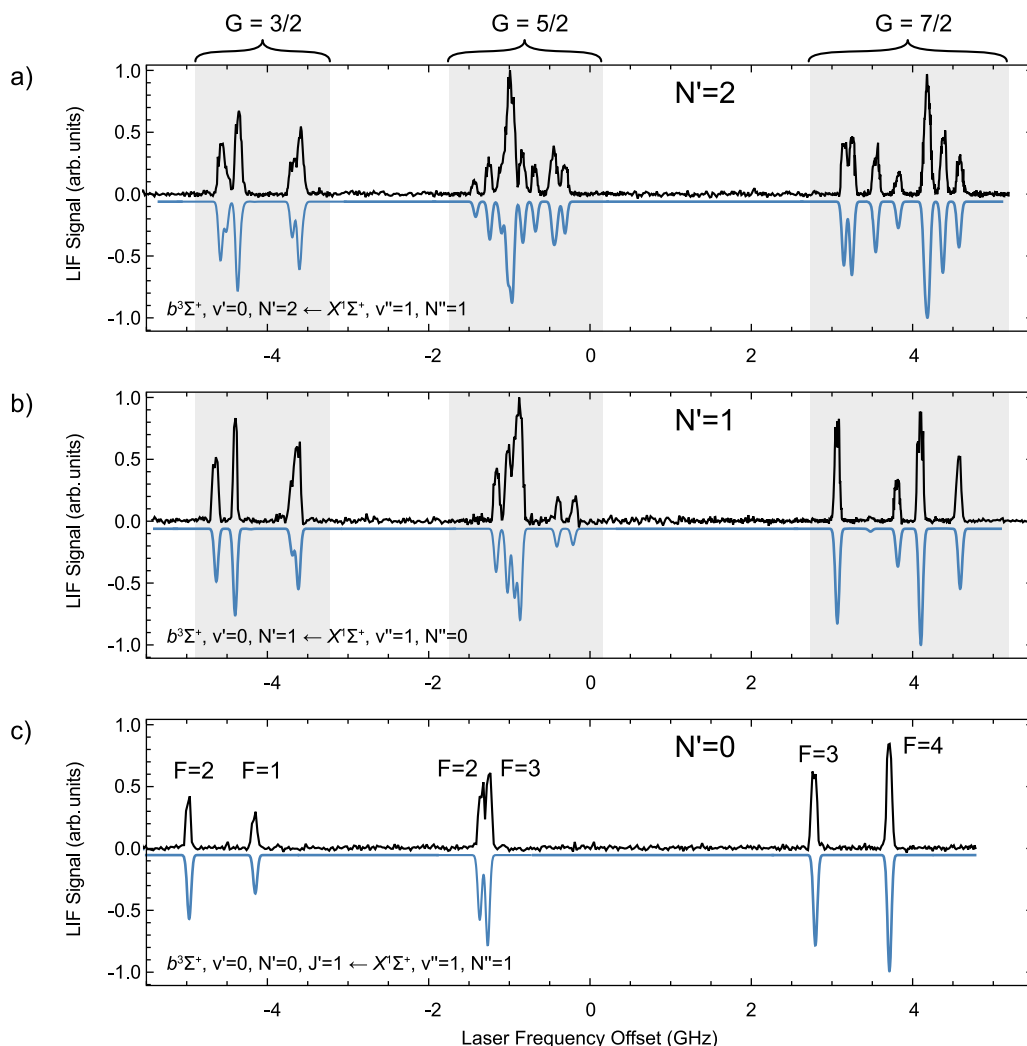 G = 3/2 G = 5/2 G = 7/2
a)
N'=2
LIF Signal (arb. units)
1.0
0.5
0.0
-0.5
-1.0
b³Σ⁺, v'=0, N'=2 ← X¹Σ⁺, v''=1, N''=1
-4 -2 0 2 4
b)
N'=1
LIF Signal (arb. units)
1.0
0.5
0.0
-0.5
-1.0
b³Σ⁺, v'=0, N'=1 ← X¹Σ⁺, v''=1, N''=0
-4 -2 0 2 4
c)
N'=0
LIF Signal (arb. units)
1.0
0.5
0.0
-0.5
-1.0
F=2 F=1 F=2 F=3 F=3 F=4
b³Σ⁺, v'=0, N'=0, J'=1 ← X¹Σ⁺, v''=1, N''=1
-4 -2 0 2 4
Laser Frequency Offset (GHz)